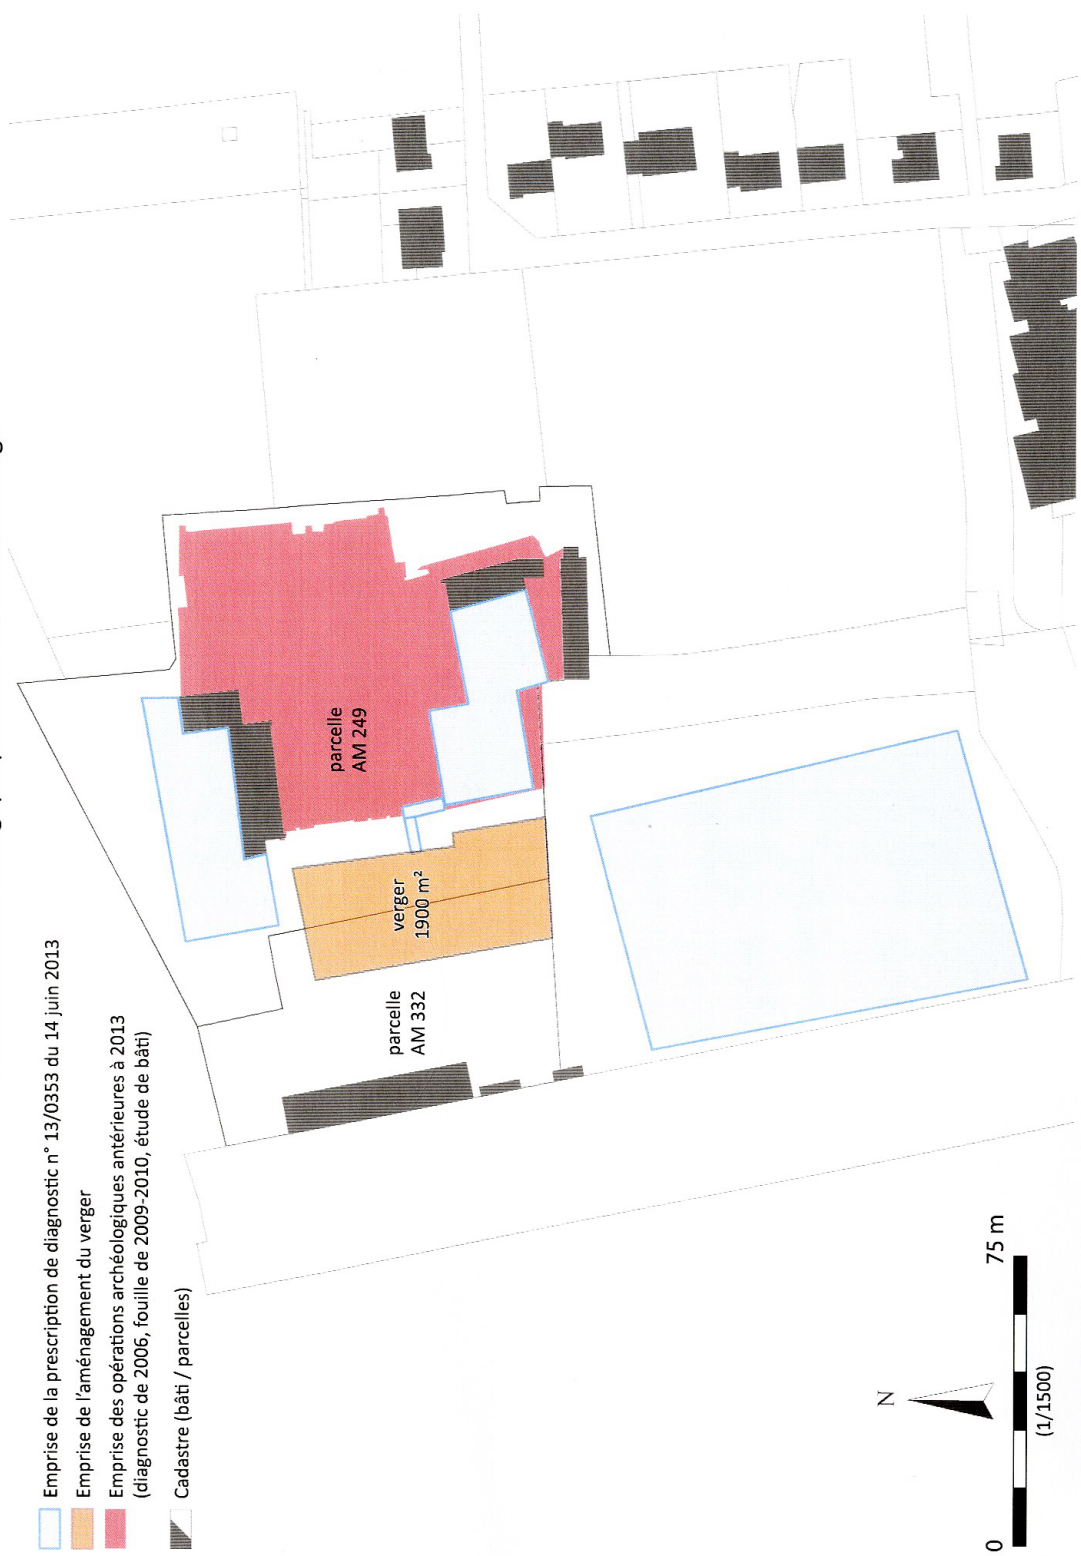 Emprise de la prescription de diagnostic n° 13/0353 du 14 juin 2013
Emprise de l'aménagement du verger
Emprise des opérations archéologiques antérieures à 2013
(diagnostic de 2006, fouille de 2009-2010, étude de bâti)
Cadastre (bâti / parcelles)
parcelle
AM 249
verger
1900 m²
parcelle
AM 332
N
0
75 m
(1/1500)